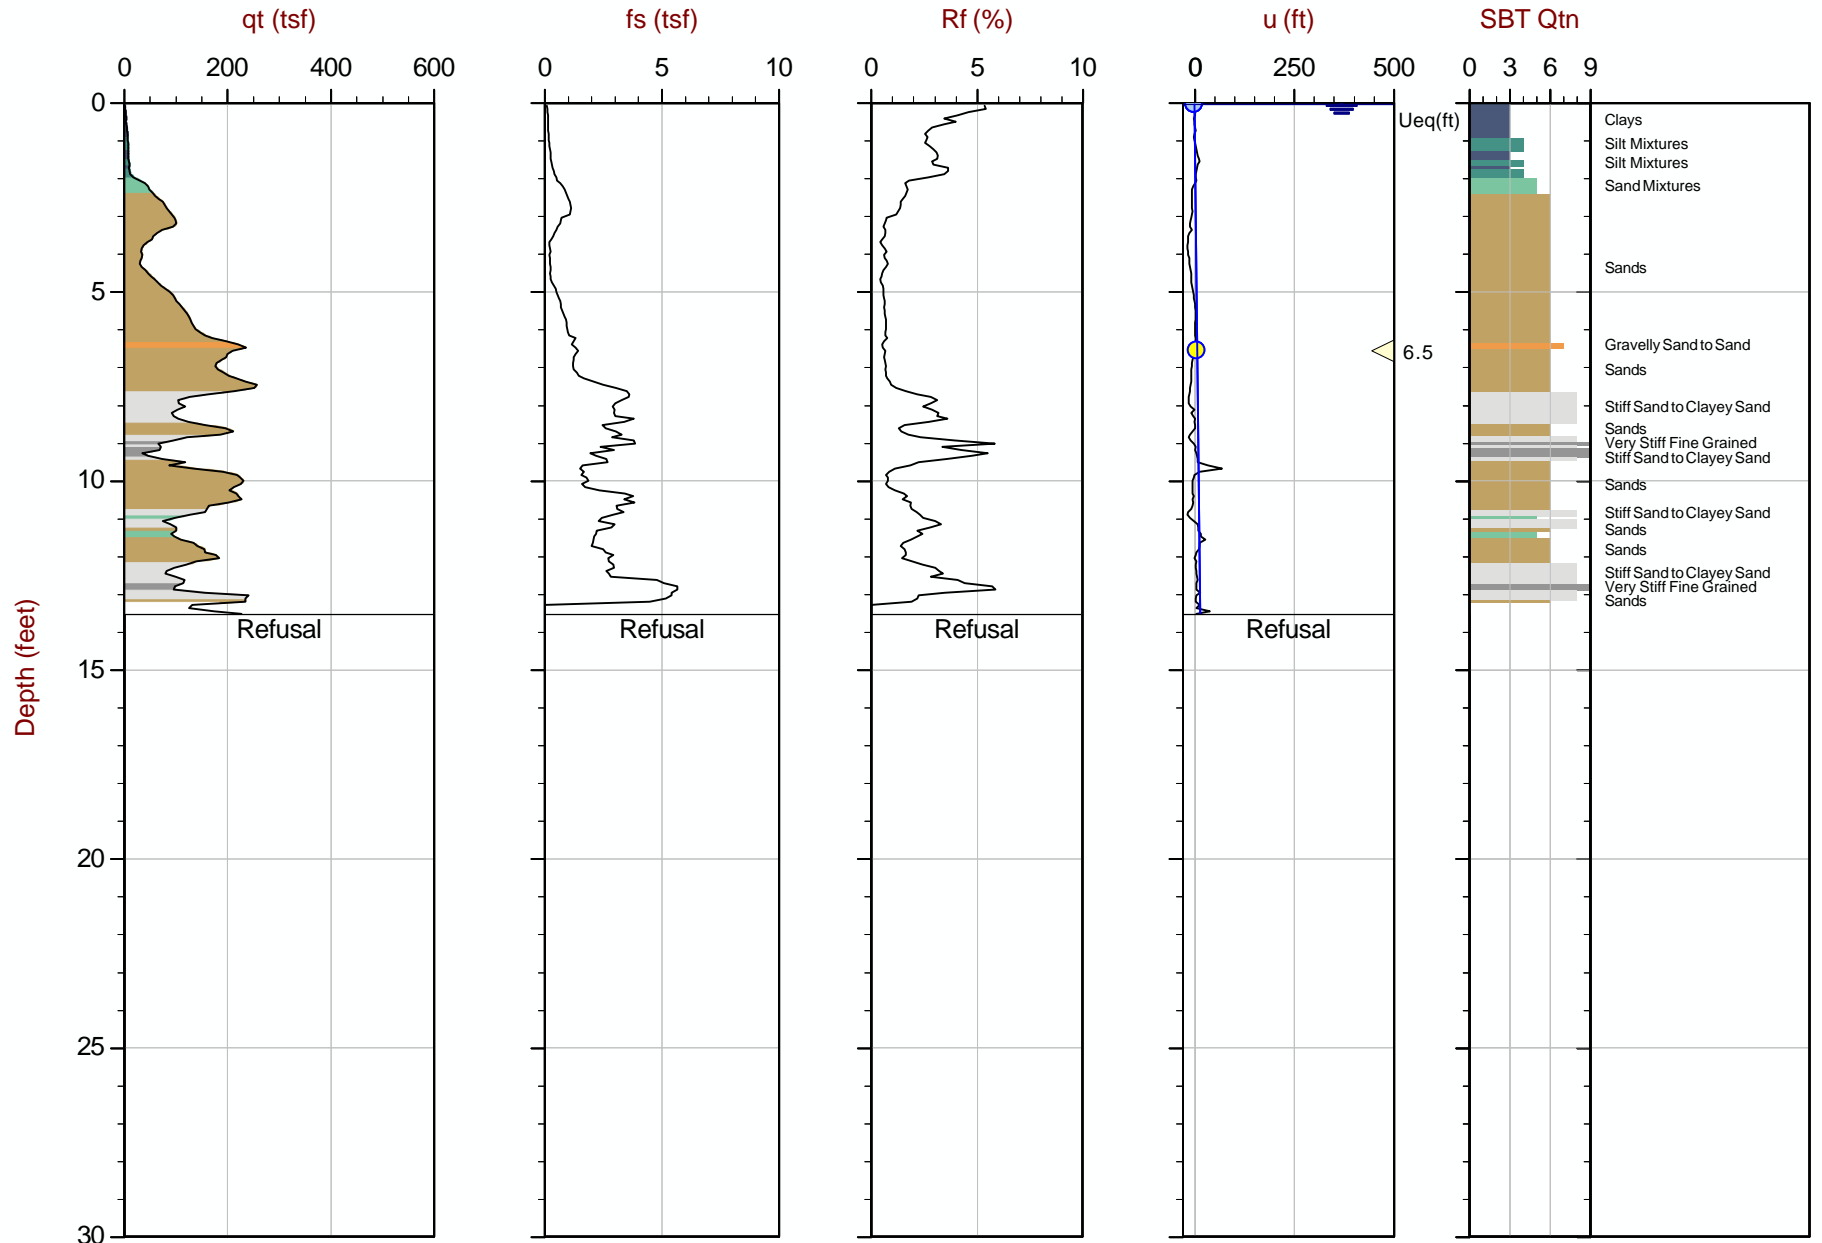 qt (tsf) fs (tsf) Rf (%) u (ft) SBT Qtn
0 200 400 600 0 5 10 0 5 10 0 250 500 0 3 6 9
0
Ueq(ft)
Clays
Silt Mixtures
Silt Mixtures
Sand Mixtures
Sands
5
Gravelly Sand to Sand
6.5
Sands
Stiff Sand to Clayey Sand
Sands
Very Stiff Fine Grained
Stiff Sand to Clayey Sand
10
Sands
Stiff Sand to Clayey Sand
Sands
Sands
Stiff Sand to Clayey Sand
Very Stiff Fine Grained
Sands
Refusal Refusal Refusal Refusal
15
Depth (feet)
20
25
30